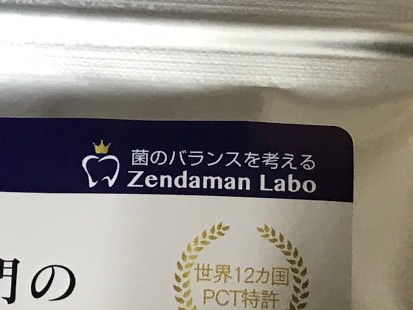 菌のバランスを考える
Zendaman Labo
門の
世界12カ国
PCT特許